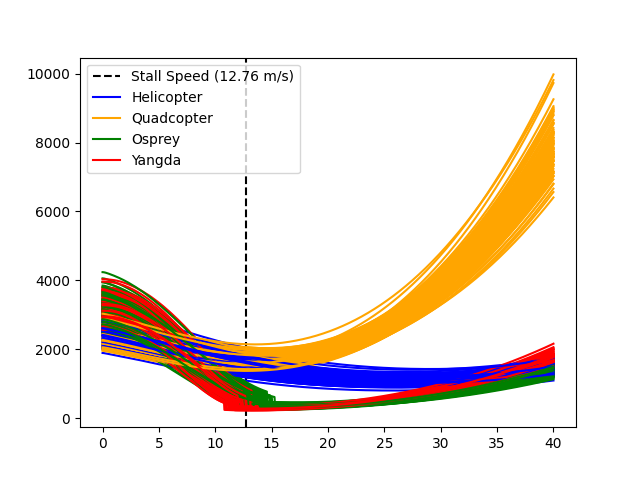 10000
8000
6000
4000
2000
0
0 5 10 15 20 25 30 35 40
Stall Speed (12.76 m/s)
Helicopter
Quadcopter
Osprey
Yangda